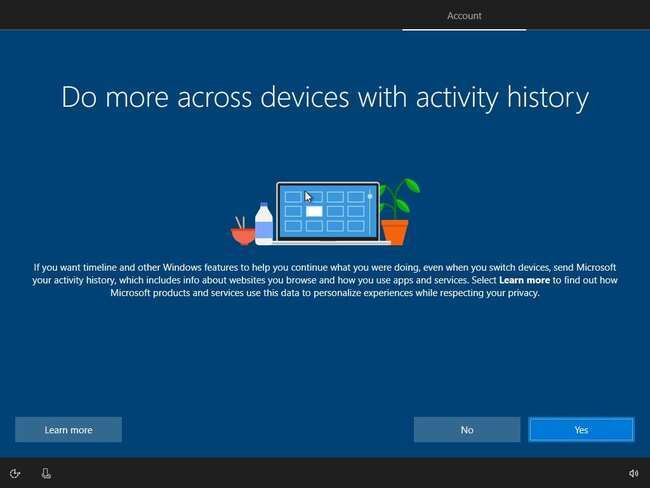 Account
Do more across devices with activity history
If you want timeline and other Windows features to help you continue what you were doing, even when you switch devices, send Microsoft
your activity history, which includes info about websites you browse and how you use apps and services. Select Learn more to find out how
Microsoft products and services use this data to personalize experiences while respecting your privacy.
Learn more
No
Yes